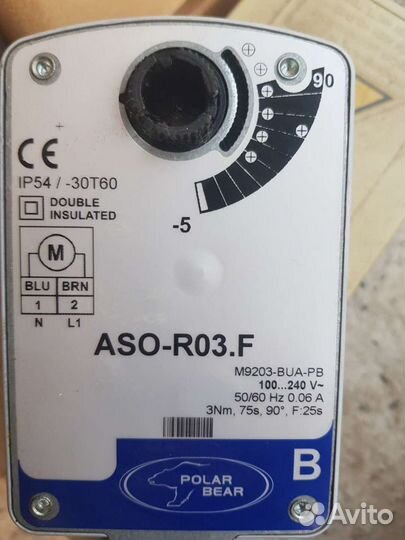 90
CE
IP54 / -30T60
DOUBLE
INSULATED
-5
M
BLU BRN
1 2
N L1
ASO-R03.F
M9203-BUA-PB
100...240 V~
50/60 Hz 0.06 A
3Nm, 75s, 90°, F:25s
B
POLAR
BEAR
Avito